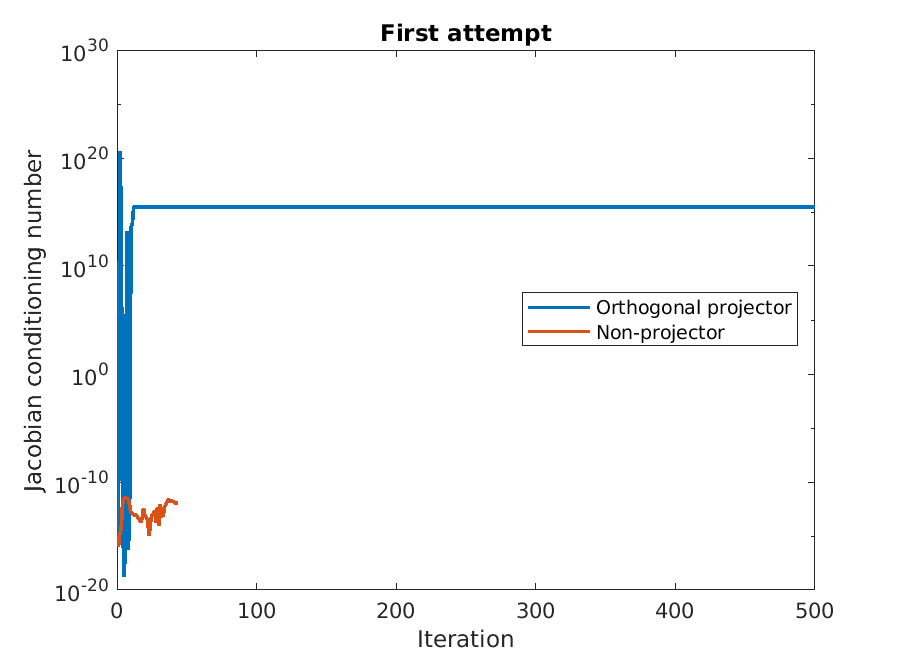 First attempt
Jacobian conditioning number
10^30
10^20
10^10
10^0
10^-10
10^-20
Orthogonal projector
Non-projector
0 100 200 300 400 500
Iteration